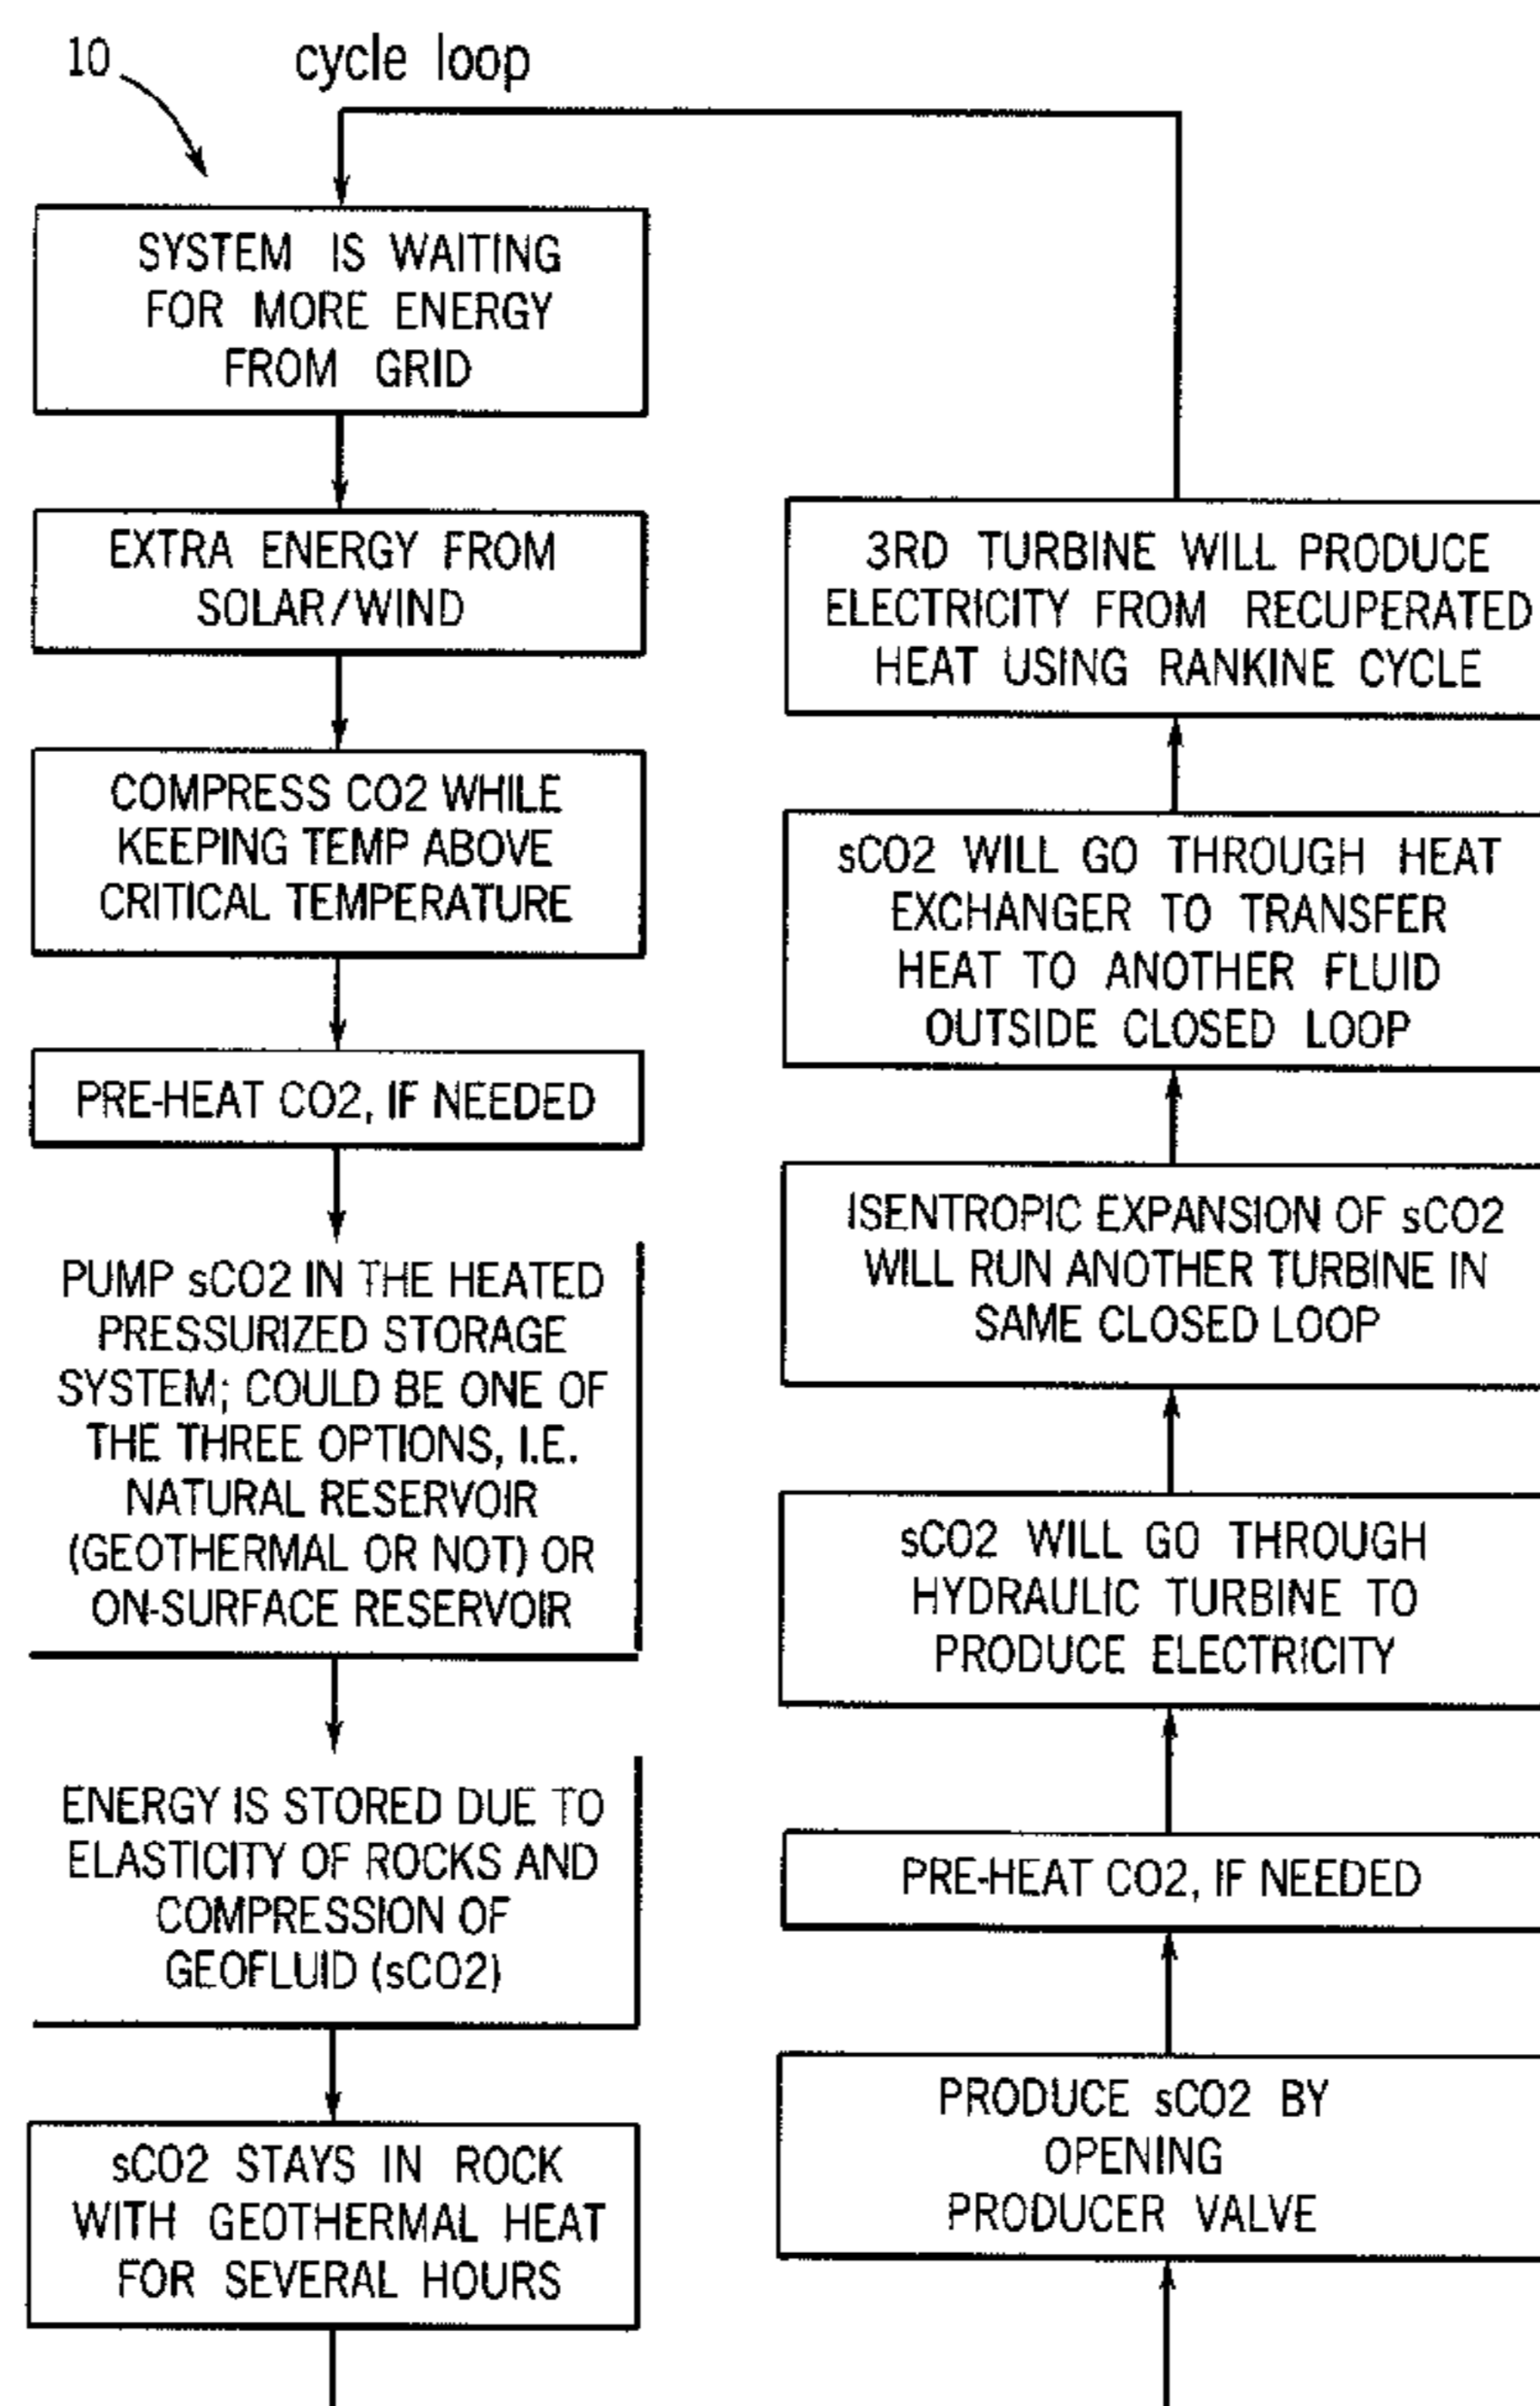 10
cycle loop
SYSTEM IS WAITING
FOR MORE ENERGY
FROM GRID
EXTRA ENERGY FROM
SOLAR/WIND
COMPRESS CO2 WHILE
KEEPING TEMP ABOVE
CRITICAL TEMPERATURE
PRE-HEAT CO2, IF NEEDED
PUMP sCO2 IN THE HEATED
PRESSURIZED STORAGE
SYSTEM; COULD BE ONE OF
THE THREE OPTIONS, I.E.
NATURAL RESERVOIR
(GEOTHERMAL OR NOT) OR
ON-SURFACE RESERVOIR
ENERGY IS STORED DUE TO
ELASTICITY OF ROCKS AND
COMPRESSION OF
GEOFLUID (sCO2)
sCO2 STAYS IN ROCK
WITH GEOTHERMAL HEAT
FOR SEVERAL HOURS
3RD TURBINE WILL PRODUCE
ELECTRICITY FROM RECUPERATED
HEAT USING RANKINE CYCLE
sCO2 WILL GO THROUGH HEAT
EXCHANGER TO TRANSFER
HEAT TO ANOTHER FLUID
OUTSIDE CLOSED LOOP
ISENTROPIC EXPANSION OF sCO2
WILL RUN ANOTHER TURBINE IN
SAME CLOSED LOOP
sCO2 WILL GO THROUGH
HYDRAULIC TURBINE TO
PRODUCE ELECTRICITY
PRE-HEAT CO2, IF NEEDED
PRODUCE sCO2 BY
OPENING
PRODUCER VALVE